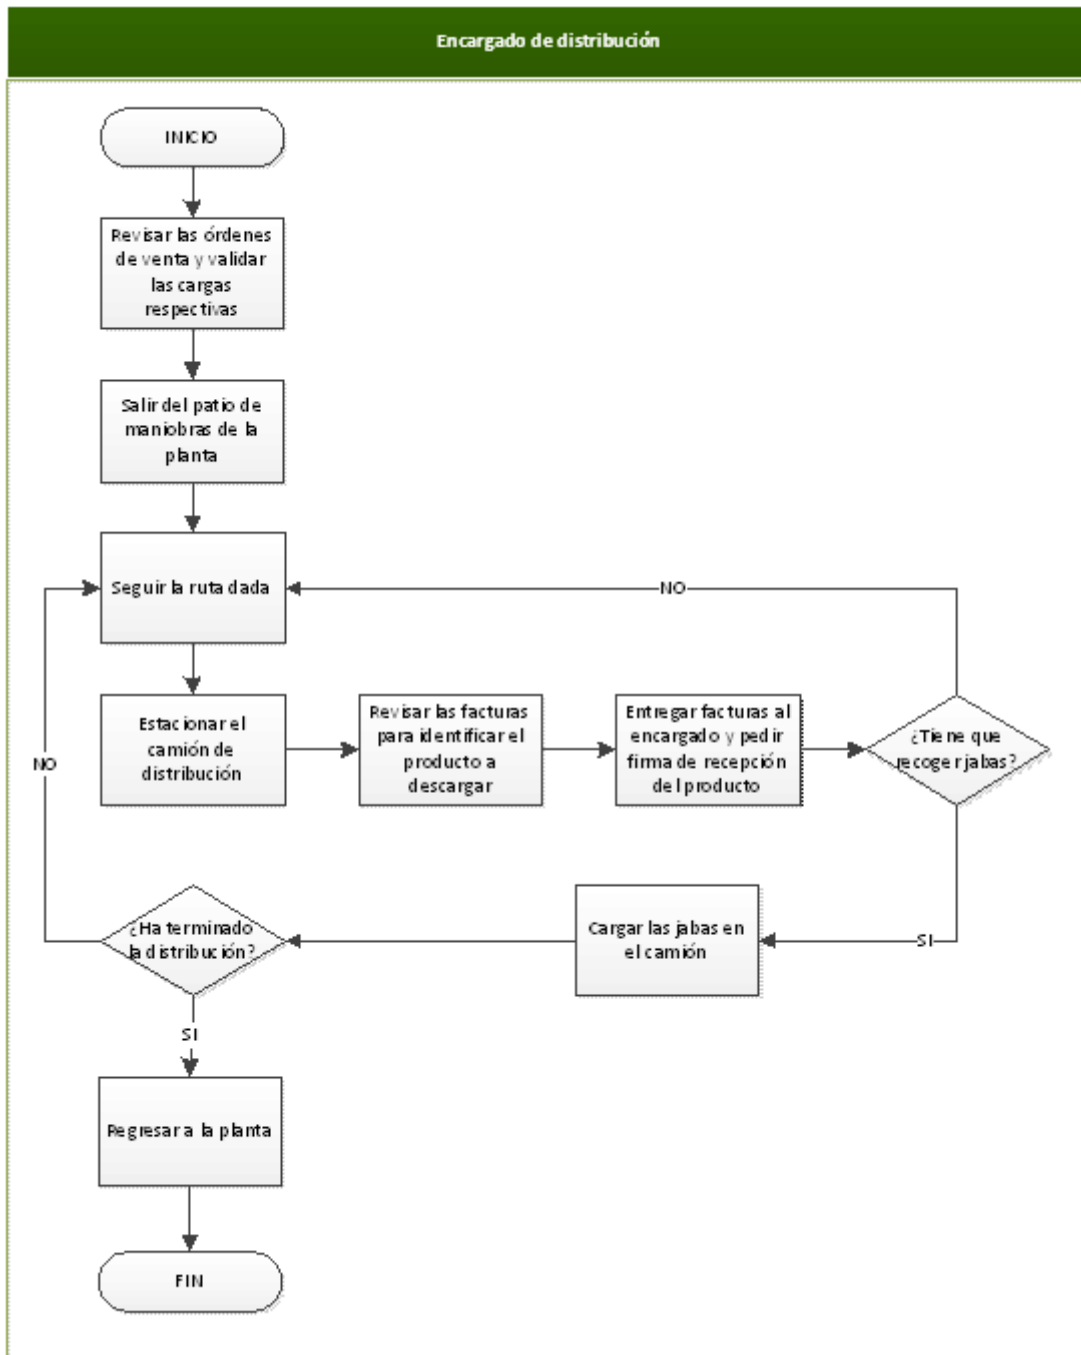 Encargado de distribución
INICIO
Revisar las órdenes
de venta y validar
las cargas
respectivas
Salir del patio de
maniobras de la
planta
Seguir la ruta dada
NO
Estacionar el
camión de
distribución
Revisar las facturas
para identificar el
producto a
descargar
Entregar facturas al
encargado y pedir
firma de recepción
del producto
¿Tiene que
recoger jabas?
NO
¿Ha terminado
la distribución?
Cargar las jabas en
el camión
SI
SI
Regresar a la planta
FIN